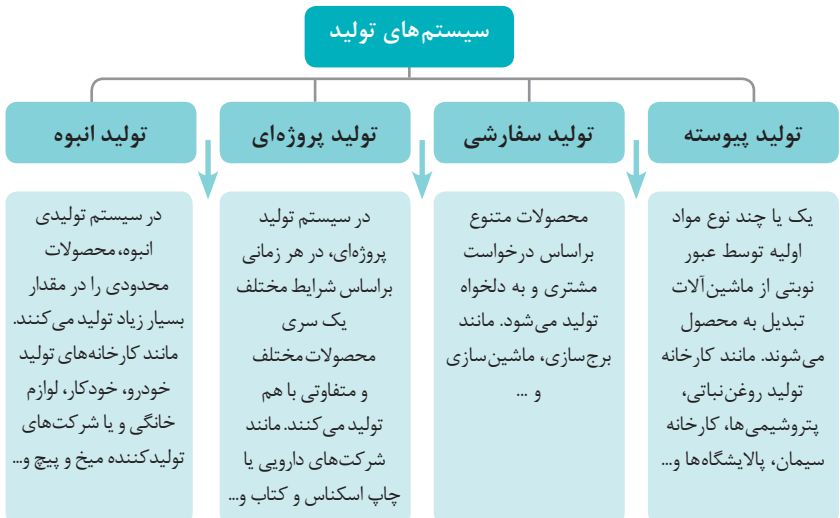 سیستم‌های تولید
تولید پیوسته
یک یا چند نوع مواد
اولیه توسط عبور
نوبتی از ماشین‌آلات
تبدیل به محصول
می‌شوند. مانند کارخانه
تولید روغن‌نباتی،
پتروشیمی‌ها، کارخانه
سیمان، پالایشگاه‌ها و...
تولید سفارشی
محصولات متنوع
براساس درخواست
مشتری و به دلخواه
تولید می‌شود. مانند
برج‌سازی، ماشین‌سازی
و ...
تولید پروژه‌ای
در سیستم تولید
پروژه‌ای، در هر زمانی
براساس شرایط مختلف
یک سری
محصولات مختلف
و متفاوتی با هم
تولید می‌کنند. مانند
شرکت‌های دارویی یا
چاپ اسکناس و کتاب و...
تولید انبوه
در سیستم تولیدی
انبوه، محصولات
محدودی را در مقدار
بسیار زیاد تولید می‌کنند.
مانند کارخانه‌های تولید
خودرو، خودکار، لوازم
خانگی و یا شرکت‌های
تولیدکننده میخ و پیچ و...